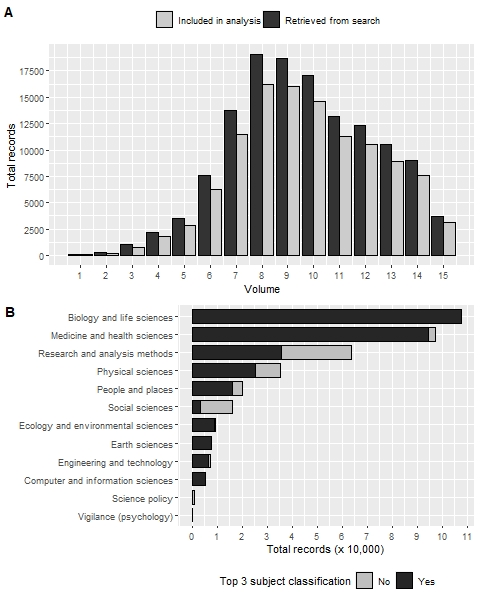 A
Included in analysis Retrieved from search
17500
15000
12500
10000
7500
5000
2500
0
Total records
1 2 3 4 5 6 7 8 9 10 11 12 13 14 15
Volume
B
Biology and life sciences
Medicine and health sciences
Research and analysis methods
Physical sciences
People and places
Social sciences
Ecology and environmental sciences
Earth sciences
Engineering and technology
Computer and information sciences
Science policy
Vigilance (psychology)
0 1 2 3 4 5 6 7 8 9 10 11
Total records (x 10,000)
Top 3 subject classification No Yes